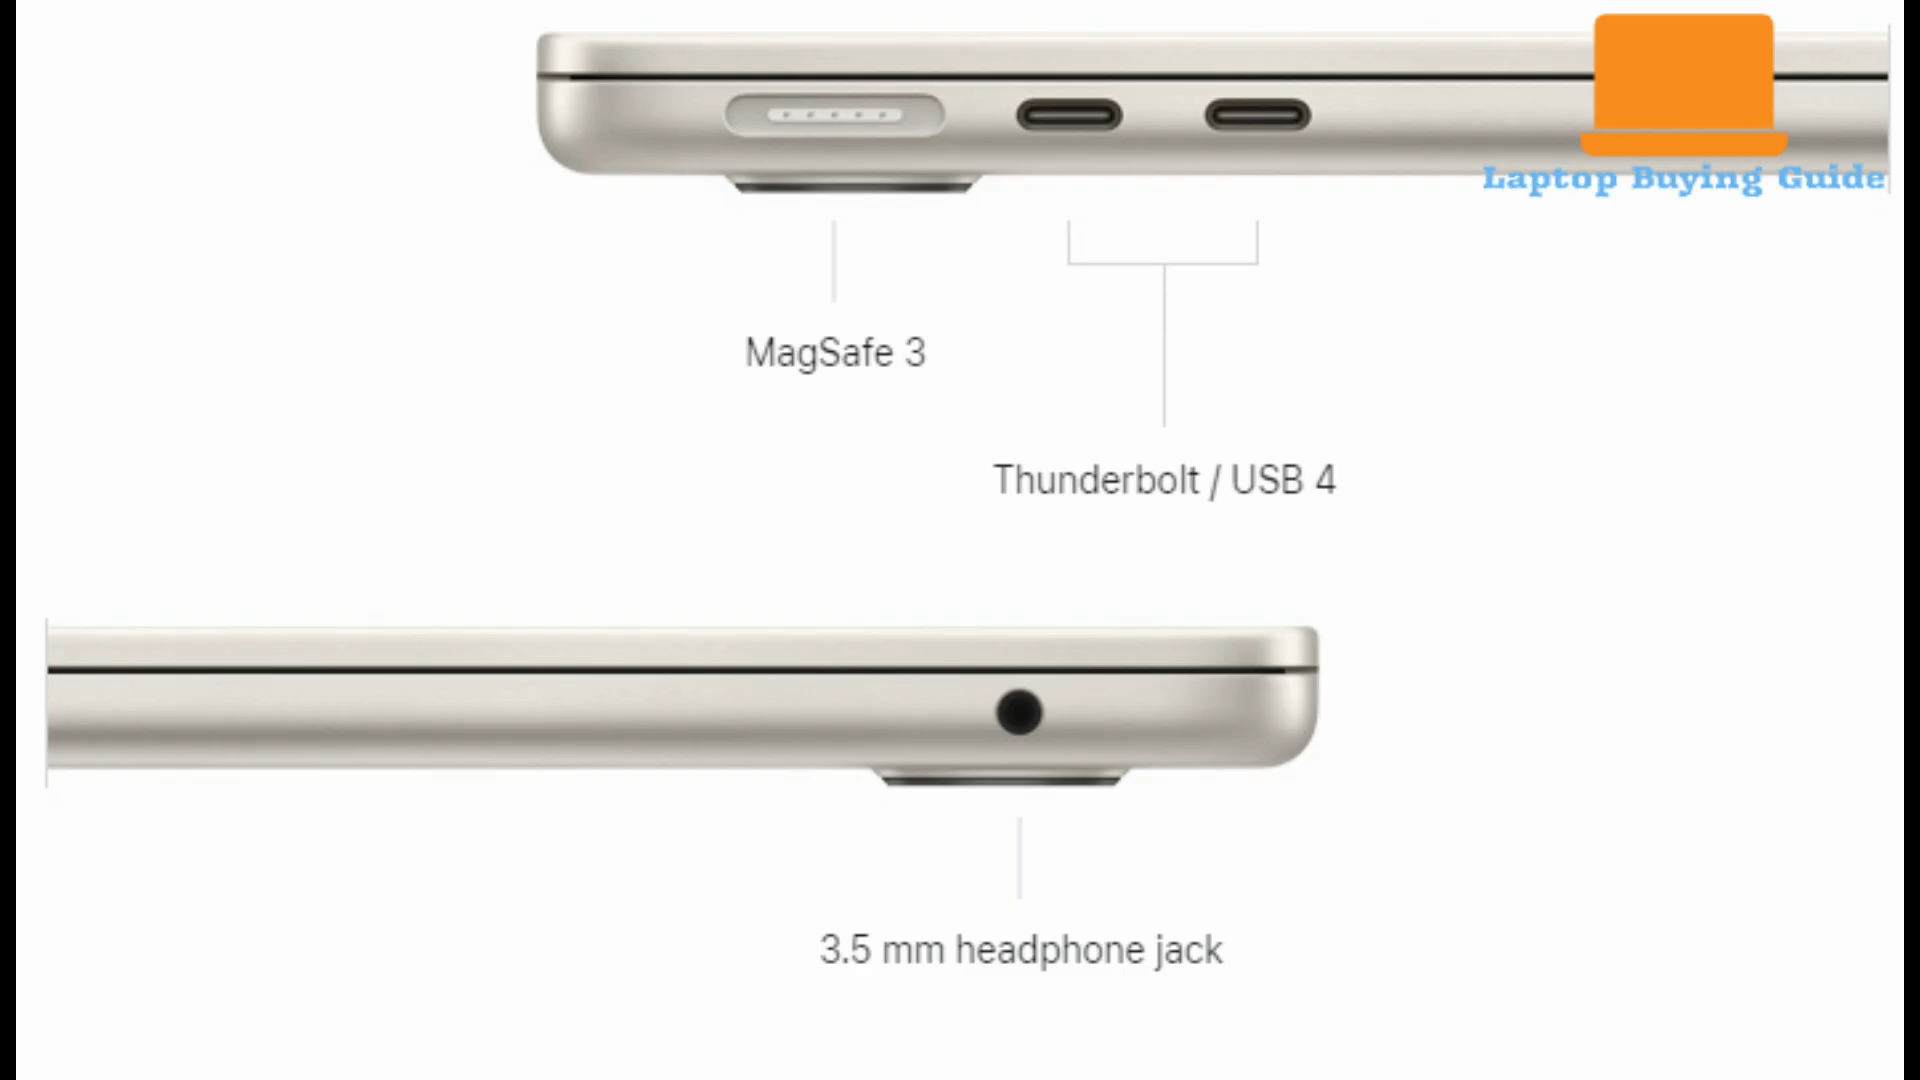 Laptop Buying Guide
MagSafe 3
Thunderbolt / USB 4
3.5 mm headphone jack